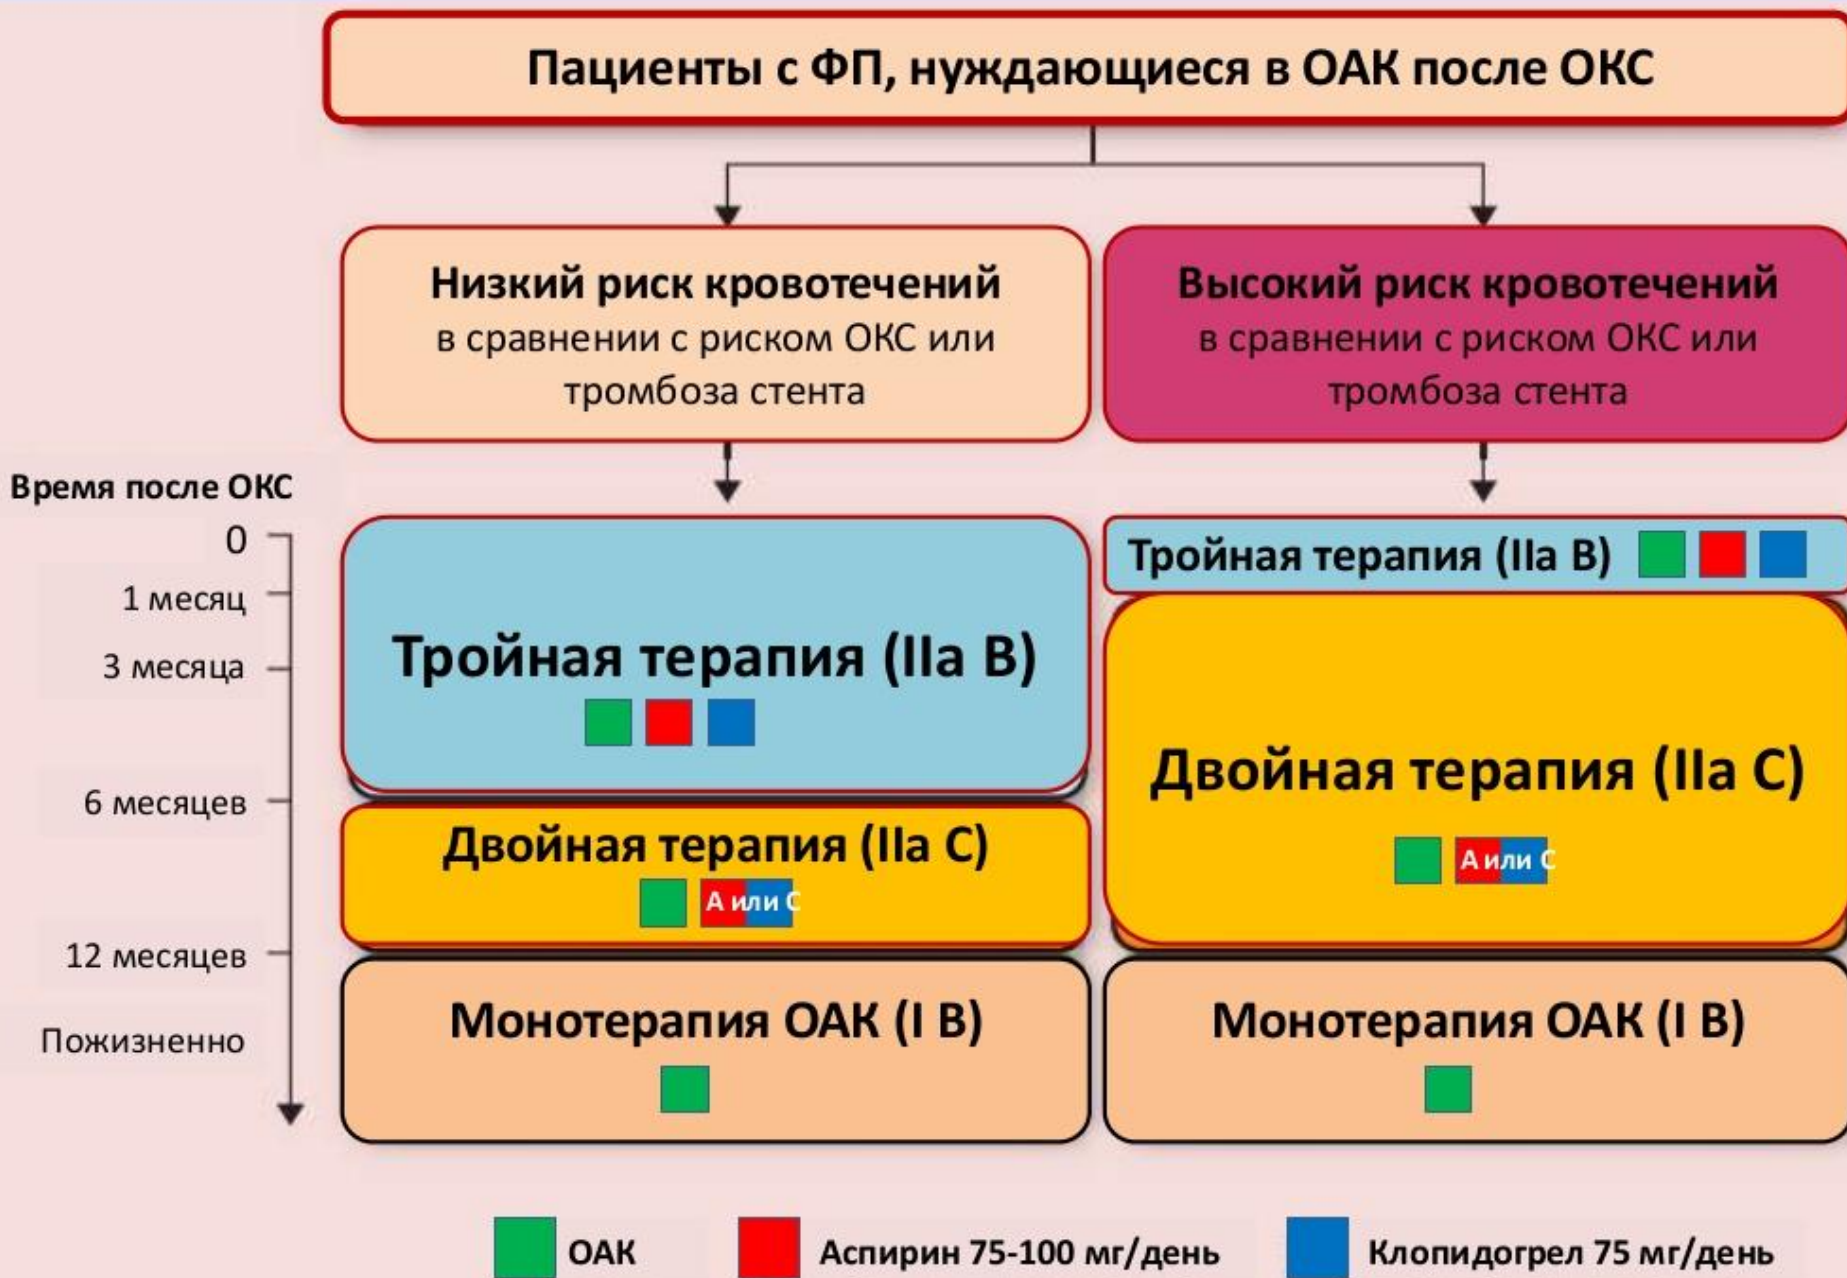 Пациенты с ФП, нуждающиеся в ОАК после ОКС
Низкий риск кровотечений
в сравнении с риском ОКС или
тромбоза стента
Высокий риск кровотечений
в сравнении с риском ОКС или
тромбоза стента
Время после ОКС
0
1 месяц
3 месяца
6 месяцев
12 месяцев
Пожизненно
Тройная терапия (IIa B)
Двойная терапия (IIa C)
А или С
Монотерапия ОАК (I B)
Тройная терапия (IIa B)
Двойная терапия (IIa C)
А или С
Монотерапия ОАК (I B)
ОАК
Аспирин 75-100 мг/день
Клопидогрел 75 мг/день